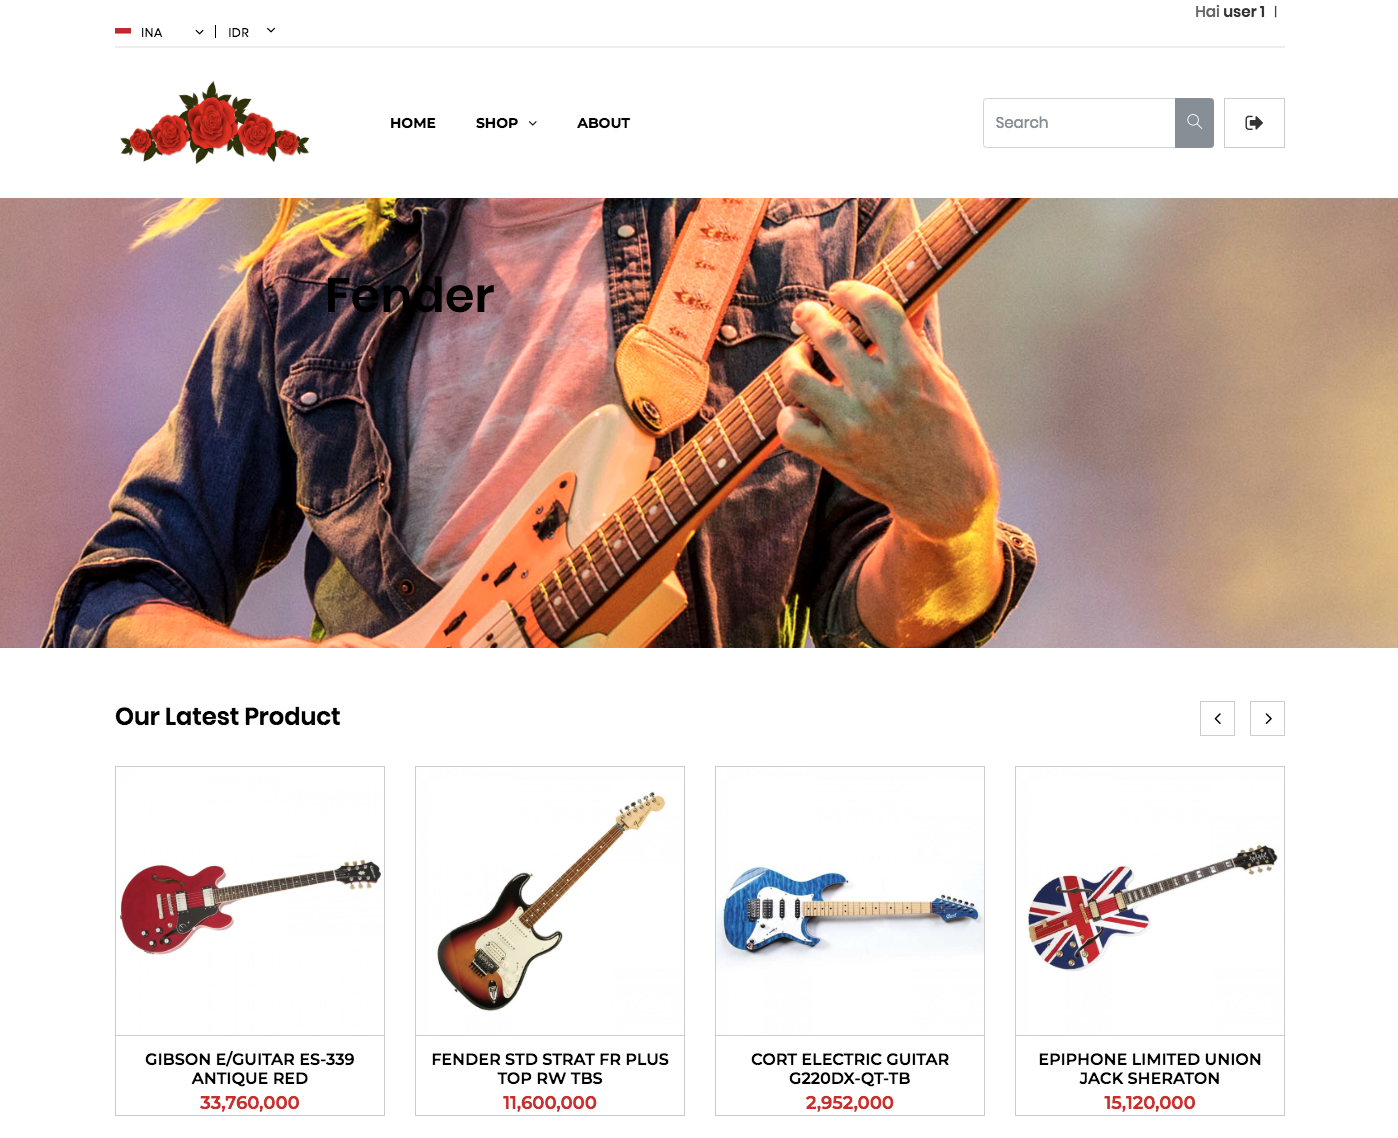 Hai user 1 |
INA | IDR
HOME SHOP ABOUT
Search
Fender
Our Latest Product
GIBSON E/GUITAR ES-339
ANTIQUE RED
33,760,000
FENDER STD STRAT FR PLUS
TOP RW TBS
11,600,000
CORT ELECTRIC GUITAR
G220DX-QT-TB
2,952,000
EPIPHONE LIMITED UNION
JACK SHERATON
15,120,000